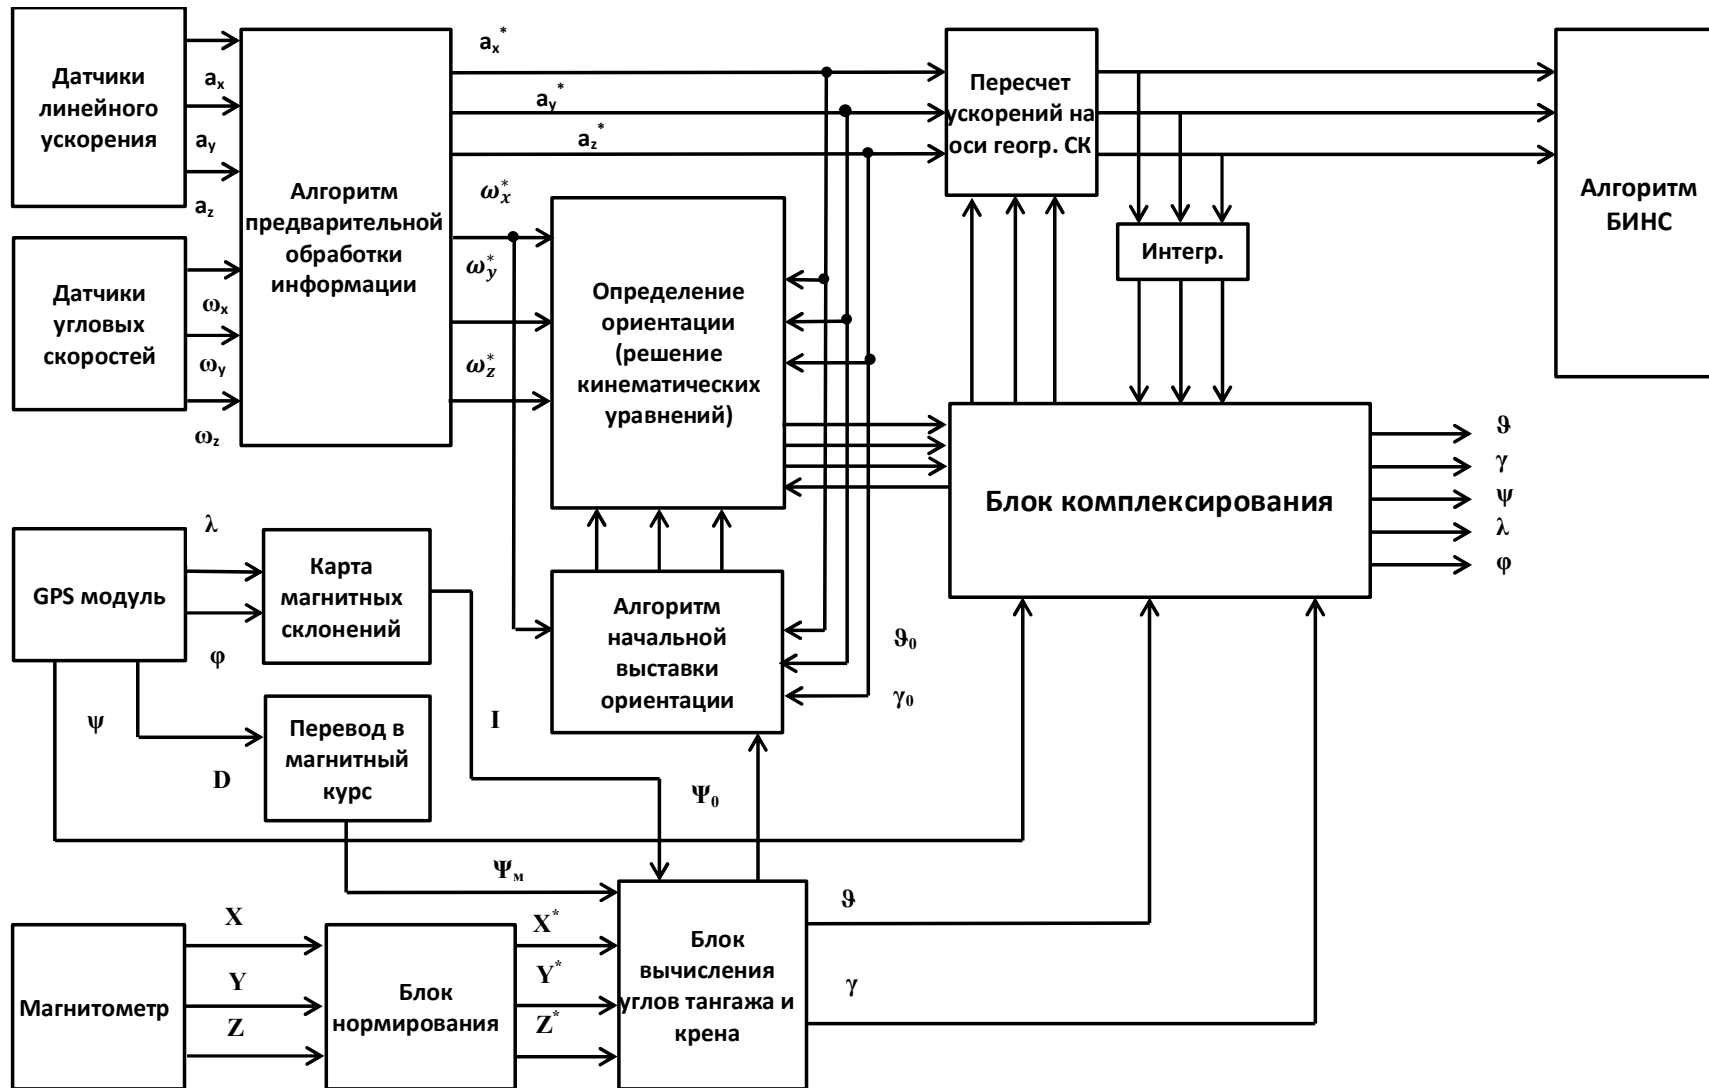 Датчики
линейного
ускорения
aₓ
a_y
a_z
Датчики
угловых
скоростей
ωₓ
ω_y
ω_z
Алгоритм
предварительной
обработки
информации
aₓ*
a_y*
a_z*
ωₓ*
ω_y*
ω_z*
Определение
ориентации
(решение
кинематических
уравнений)
Пересчет
ускорений на
оси геогр. СК
Интегр.
Алгоритм
БИНС
Блок комплексирования
ϑ
γ
ψ
λ
φ
GPS модуль
λ
φ
ψ
D
Карта
магнитных
склонений
I
Перевод в
магнитный
курс
Ψ_м
Алгоритм
начальной
выставки
ориентации
ϑ₀
γ₀
Ψ₀
Магнитометр
X
Y
Z
Блок
нормирования
X*
Y*
Z*
Блок
вычисления
углов тангажа и
крена
ϑ
γ